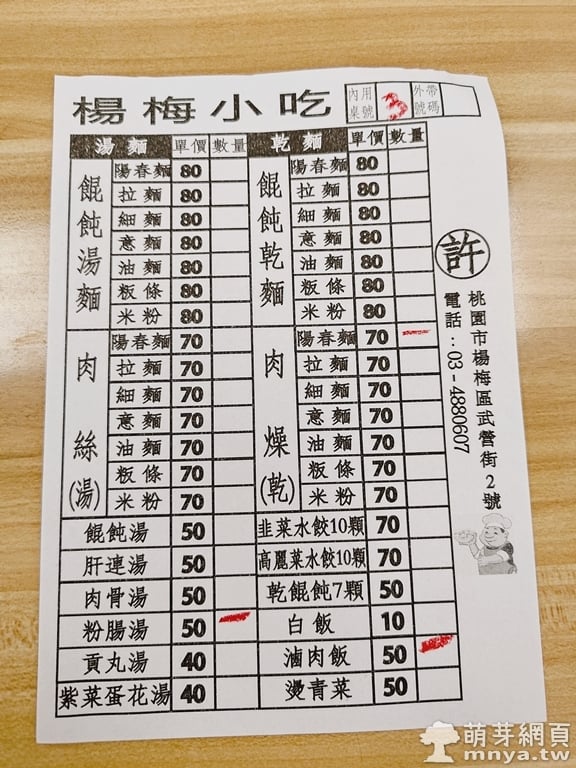 楊梅小吃 內用桌號 3 外帶號碼
湯麵 單價 數量 乾麵 單價 數量
餛飩湯麵 陽春麵 80 餛飩乾麵 陽春麵 80
拉麵 80 拉麵 80
細麵 80 細麵 80
意麵 80 意麵 80
油麵 80 油麵 80
粄條 80 粄條 80
米粉 80 米粉 80
肉絲(湯) 陽春麵 70 肉燥(乾) 陽春麵 70 一
拉麵 70 拉麵 70
細麵 70 細麵 70
意麵 70 意麵 70
油麵 70 油麵 70
粄條 70 粄條 70
米粉 70 米粉 70
餛飩湯 50 韭菜水餃10顆 70
肝連湯 50 高麗菜水餃10顆 70
肉骨湯 50 乾餛飩7顆 50
粉腸湯 50 一 白飯 10
貢丸湯 40 滷肉飯 50 一
紫菜蛋花湯 40 燙青菜 50
許
桃園市楊梅區武營街2號
電話：03-4880607
萌芽網頁
mnya.tw